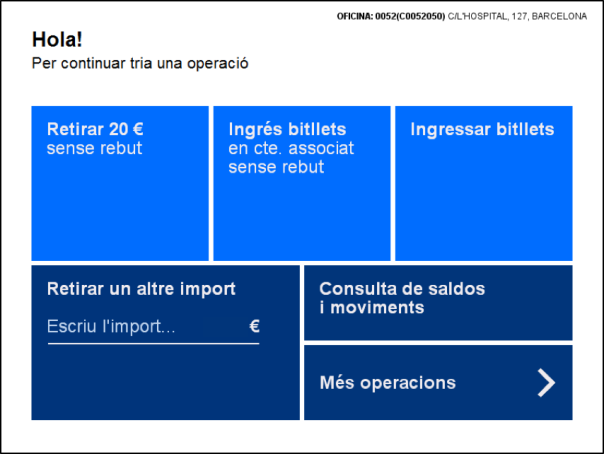 OFICINA: 0052(C0052050) C/L'HOSPITAL, 127, BARCELONA
Hola!
Per continuar tria una operació
Retirar 20 €
sense rebut
Ingrés bitllets
en cte. associat
sense rebut
Ingressar bitllets
Retirar un altre import
Escriu l'import... €
Consulta de saldos
i moviments
Més operacions